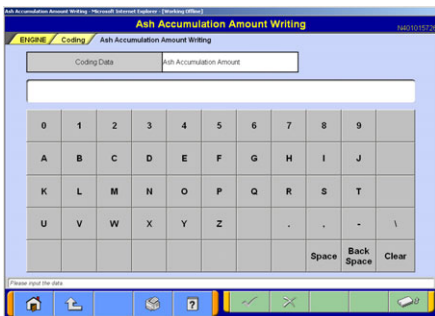 Ash Accumulation Amount Writing - Microsoft Internet Explorer - [Working Offline]
Ash Accumulation Amount Writing
ENGINE Coding Ash Accumulation Amount Writing
Coding Data Ash Accumulation Amount
0 1 2 3 4 5 6 7 8 9
A B C D E F G H I J
K L M N O P Q R S T
U V W X Y Z . , - \
Space Back Space Clear
Please input the data.
?